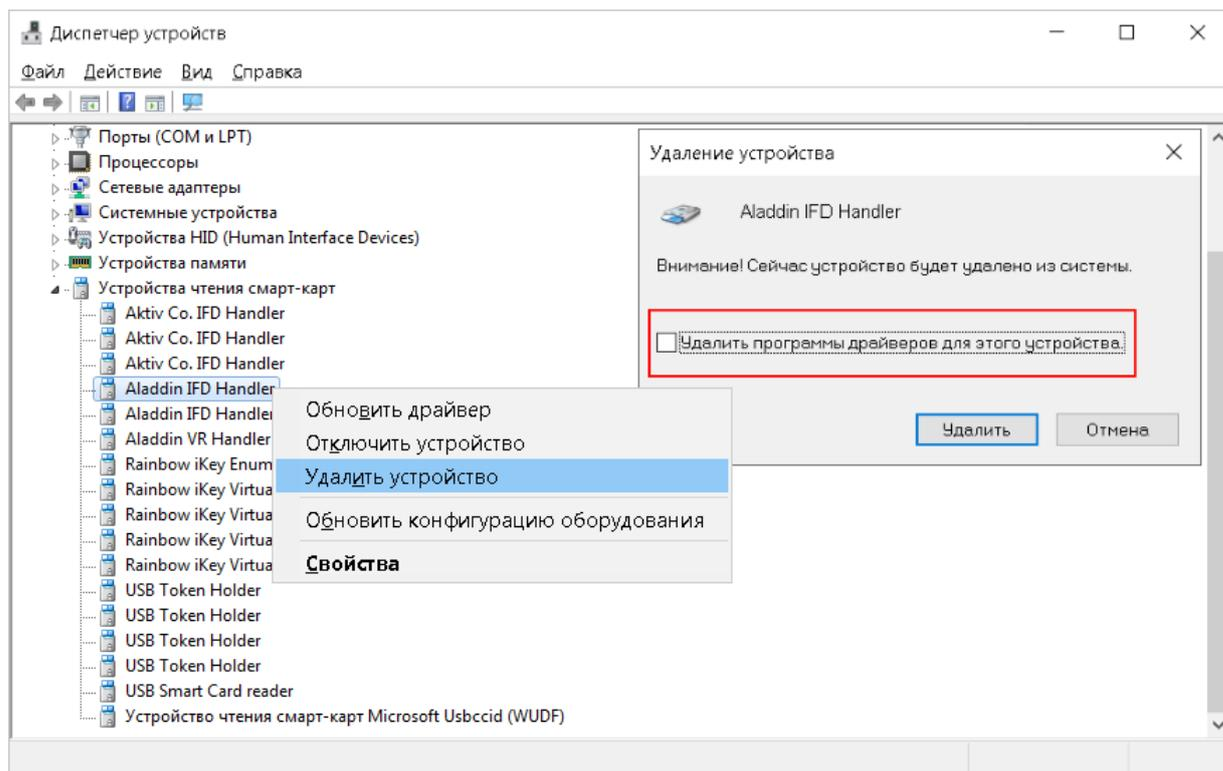 Диспетчер устройств
Файл Действие Вид Справка
Порты (COM и LPT)
Процессоры
Сетевые адаптеры
Системные устройства
Устройства HID (Human Interface Devices)
Устройства памяти
Устройства чтения смарт-карт
Aktiv Co. IFD Handler
Aktiv Co. IFD Handler
Aktiv Co. IFD Handler
Aladdin IFD Handler
Aladdin IFD Handler
Aladdin VR Handler
Rainbow iKey Enum
Rainbow iKey Virtua
Rainbow iKey Virtua
Rainbow iKey Virtua
Rainbow iKey Virtua
USB Token Holder
USB Token Holder
USB Token Holder
USB Token Holder
USB Smart Card reader
Устройство чтения смарт-карт Microsoft Usbccid (WUDF)
Обновить драйвер
Отключить устройство
Удалить устройство
Обновить конфигурацию оборудования
Свойства
Удаление устройства
Aladdin IFD Handler
Внимание! Сейчас устройство будет удалено из системы.
Удалить программы драйверов для этого устройства.
Удалить Отмена